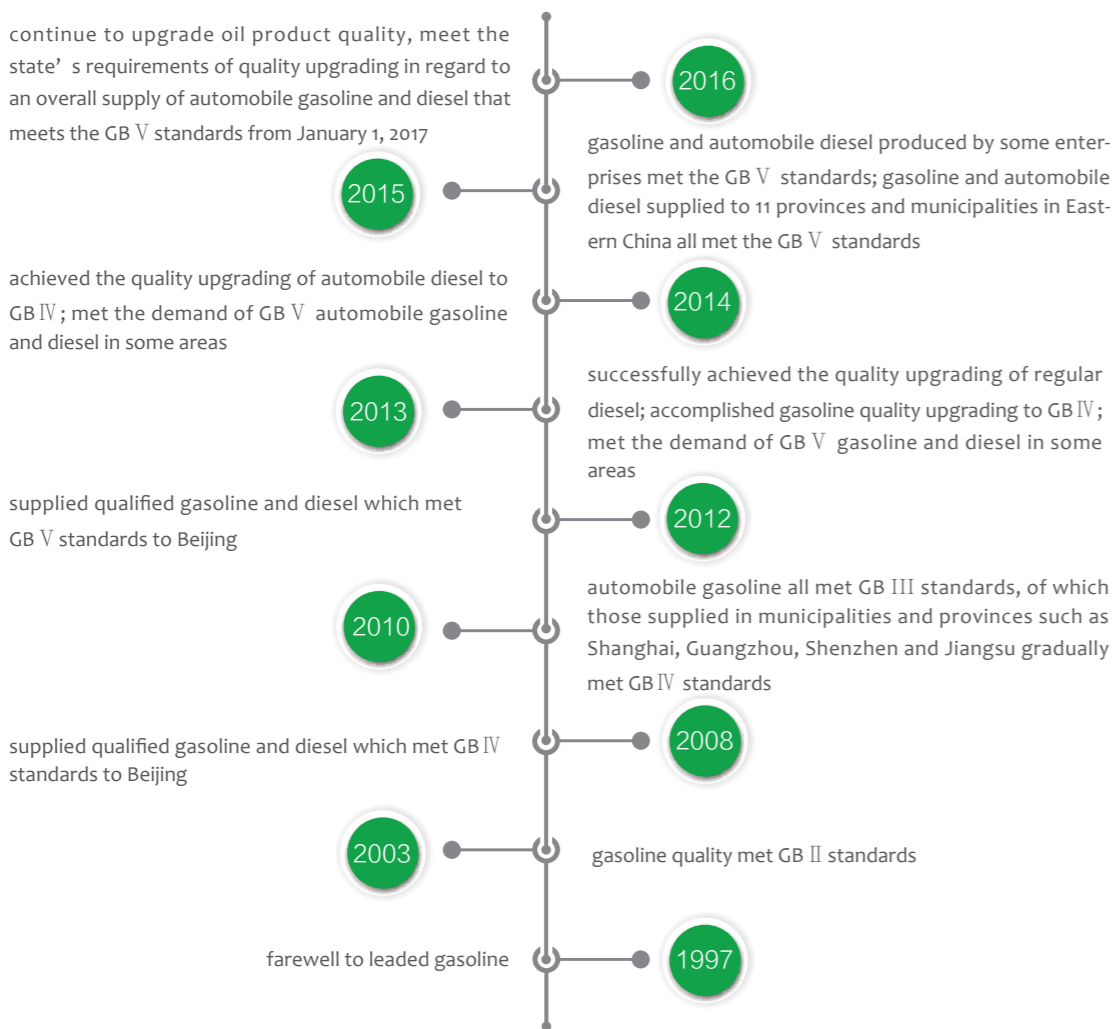 continue to upgrade oil product quality, meet the
state’ s requirements of quality upgrading in regard to
an overall supply of automobile gasoline and diesel that
meets the GB Ⅴ standards from January 1, 2017
2016
2015
gasoline and automobile diesel produced by some enter-
prises met the GB Ⅴ standards; gasoline and automobile
diesel supplied to 11 provinces and municipalities in East-
ern China all met the GB Ⅴ standards
achieved the quality upgrading of automobile diesel to
GB Ⅳ ; met the demand of GB Ⅴ automobile gasoline
and diesel in some areas
2014
2013
successfully achieved the quality upgrading of regular
diesel; accomplished gasoline quality upgrading to GB Ⅳ ;
met the demand of GB Ⅴ gasoline and diesel in some
areas
supplied qualified gasoline and diesel which met
GB Ⅴ standards to Beijing
2012
2010
automobile gasoline all met GB Ⅲ standards, of which
those supplied in municipalities and provinces such as
Shanghai, Guangzhou, Shenzhen and Jiangsu gradually
met GB Ⅳ standards
supplied qualified gasoline and diesel which met GB Ⅳ
standards to Beijing
2008
2003
gasoline quality met GB Ⅱ standards
farewell to leaded gasoline
1997